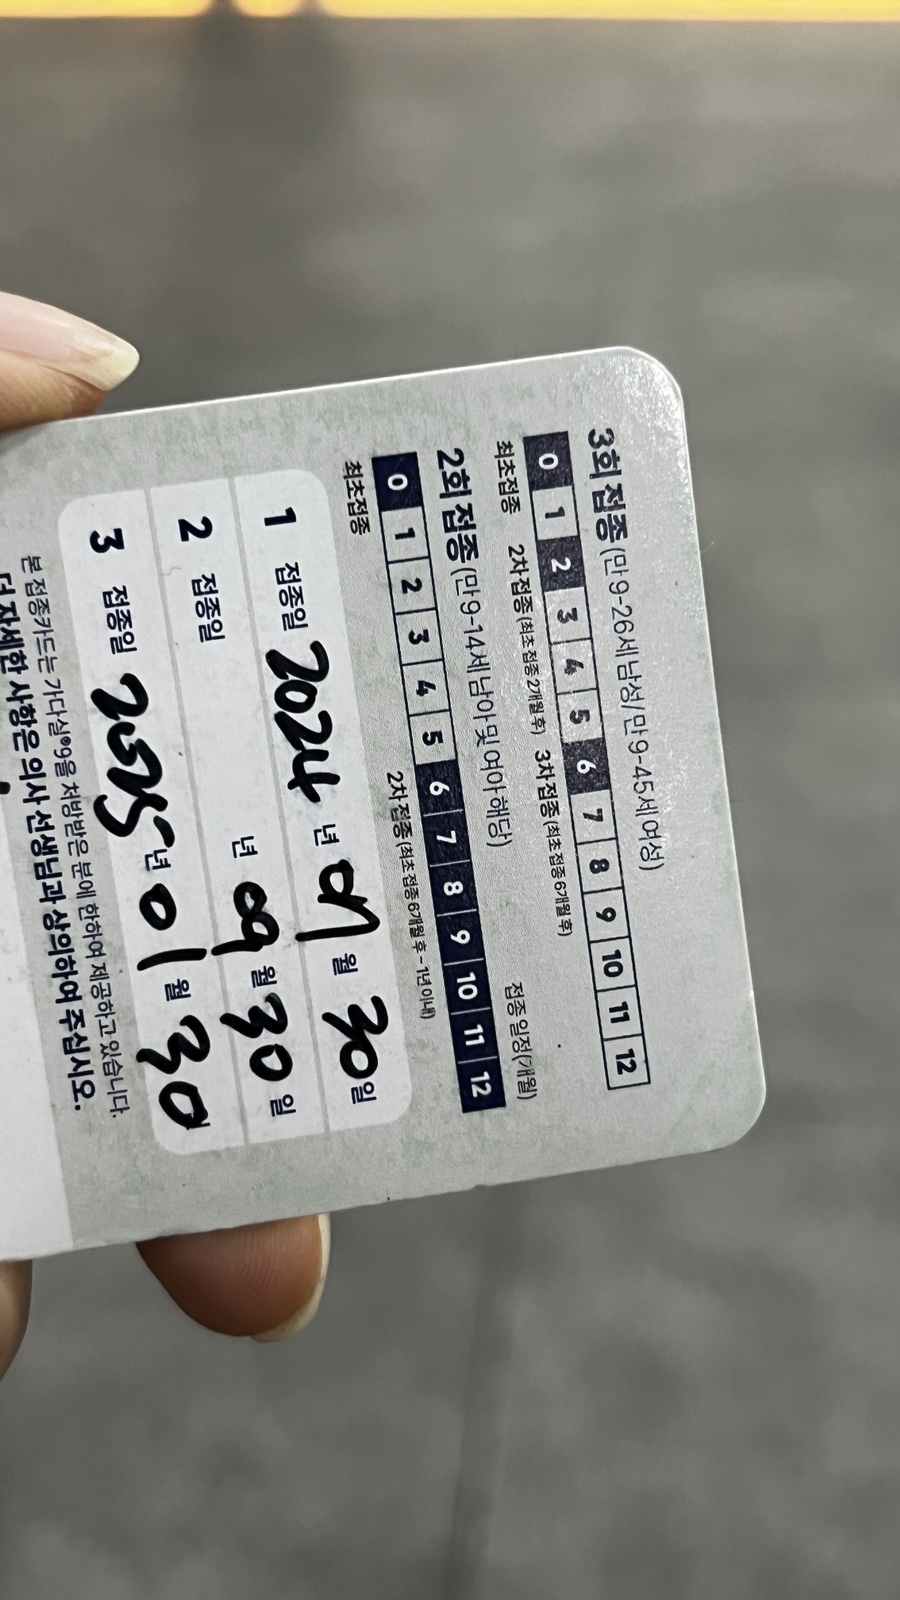 3회 접종 (만 9-26세 남성/만 9-45세 여성)
0 1 2 3 4 5 6 7 8 9 10 11 12
최초접종 2차접종(최초 접종 2개월 후) 3차접종(최초 접종 6개월 후) 접종 일정(개월)
2회 접종 (만 9-14세 남아 및 여아 해당)
0 1 2 3 4 5 6 7 8 9 10 11 12
최초접종 2차접종(최초 접종 6개월 후 ~ 1년 이내)
1 접종일 2024 년 07 월 30 일
2 접종일 년 09 월 30 일
3 접종일 2025 년 01 월 30
본 접종카드는 가다실®9을 처방받은 분에 한하여 제공하고 있습니다.
더 자세한 사항은 의사 선생님과 상의하여 주십시오.